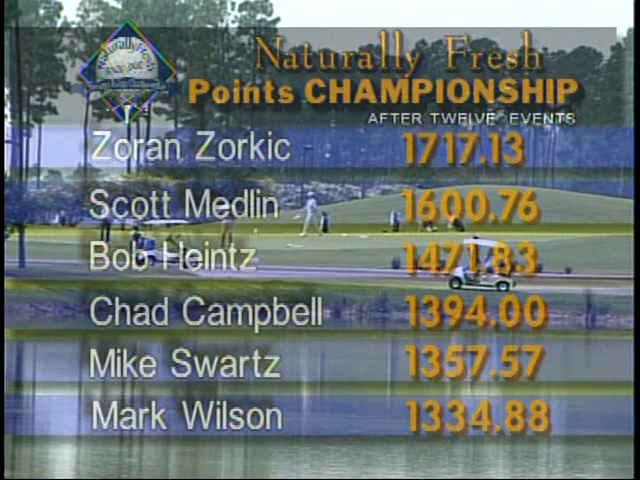 Naturally Fresh
Points CHAMPIONSHIP
AFTER TWELVE EVENTS
Zoran Zorkic 1717.13
Scott Medlin 1600.76
Bob Heintz 1471.83
Chad Campbell 1394.00
Mike Swartz 1357.57
Mark Wilson 1334.88